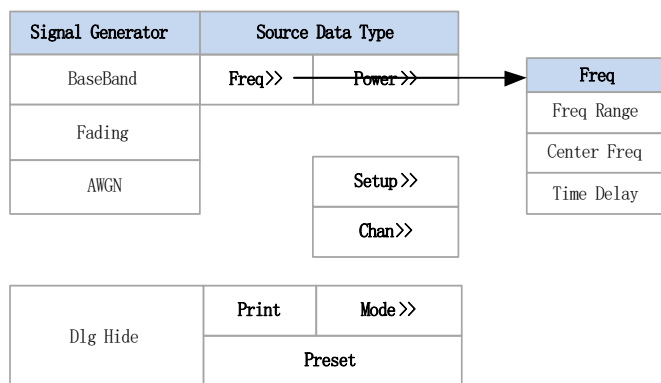 Signal Generator
Source Data Type
BaseBand
Freq>>
Power>>
Freq
Freq Range
Fading
Center Freq
AWGN
Setup>>
Time Delay
Chan>>
Dlg Hide
Print
Mode>>
Preset